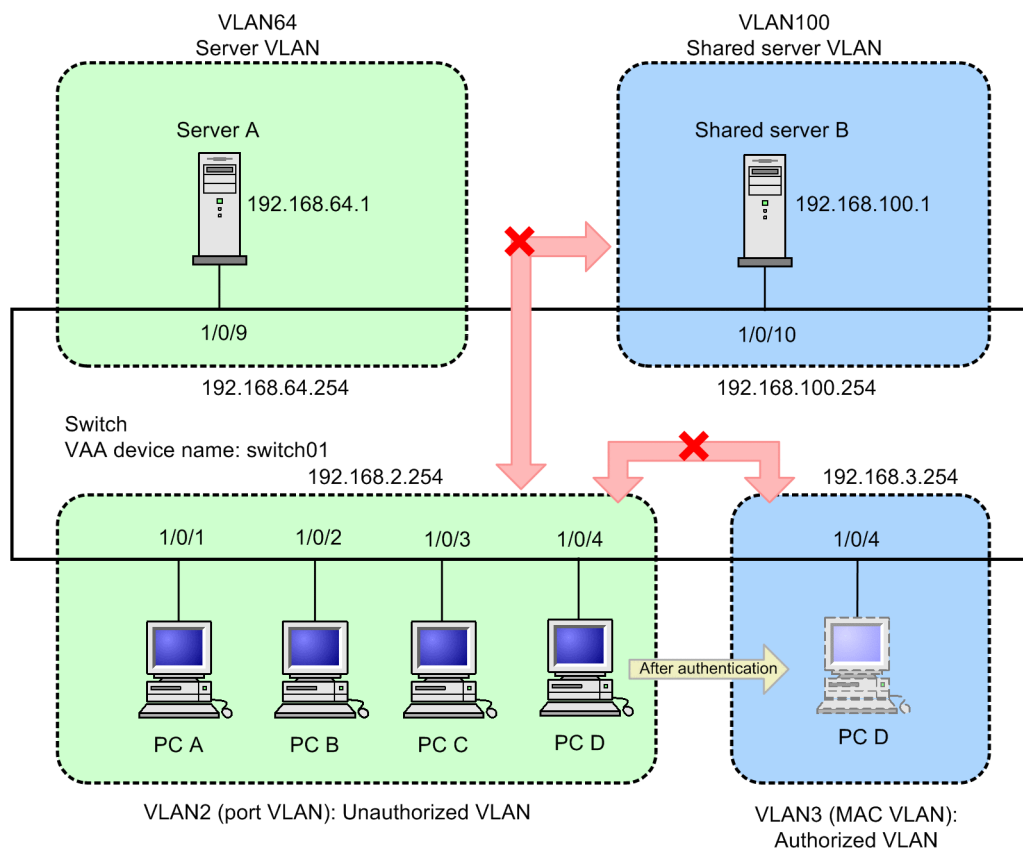 VLAN64
Server VLAN
VLAN100
Shared server VLAN
Server A
Shared server B
192.168.64.1
192.168.100.1
1/0/9
1/0/10
192.168.64.254
192.168.100.254
Switch
VAA device name: switch01
192.168.2.254
192.168.3.254
1/0/1
1/0/2
1/0/3
1/0/4
1/0/4
After authentication
PC A
PC B
PC C
PC D
PC D
VLAN2 (port VLAN): Unauthorized VLAN
VLAN3 (MAC VLAN):
Authorized VLAN